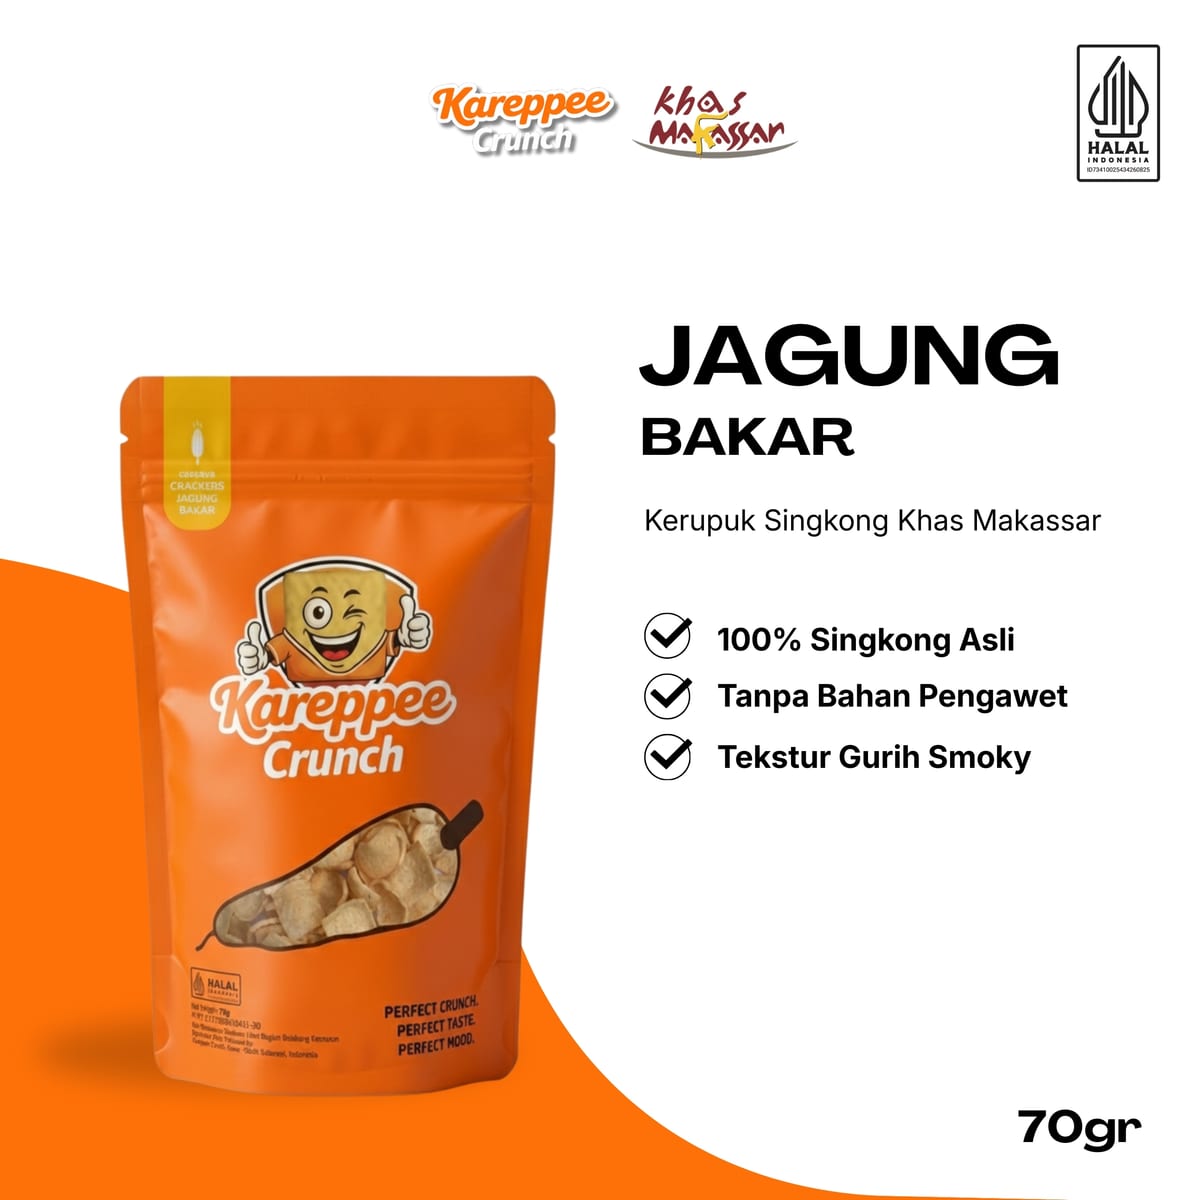 Kareppee
Crunch
Khas
Makassar
HALAL
INDONESIA
ID73410025434260825
JAGUNG
BAKAR
Kerupuk Singkong Khas Makassar
100% Singkong Asli
Tanpa Bahan Pengawet
Tekstur Gurih Smoky
CRACKERS
JAGUNG
BAKAR
Kareppee
Crunch
HALAL
PERFECT CRUNCH.
PERFECT TASTE.
PERFECT MOOD.
70gr